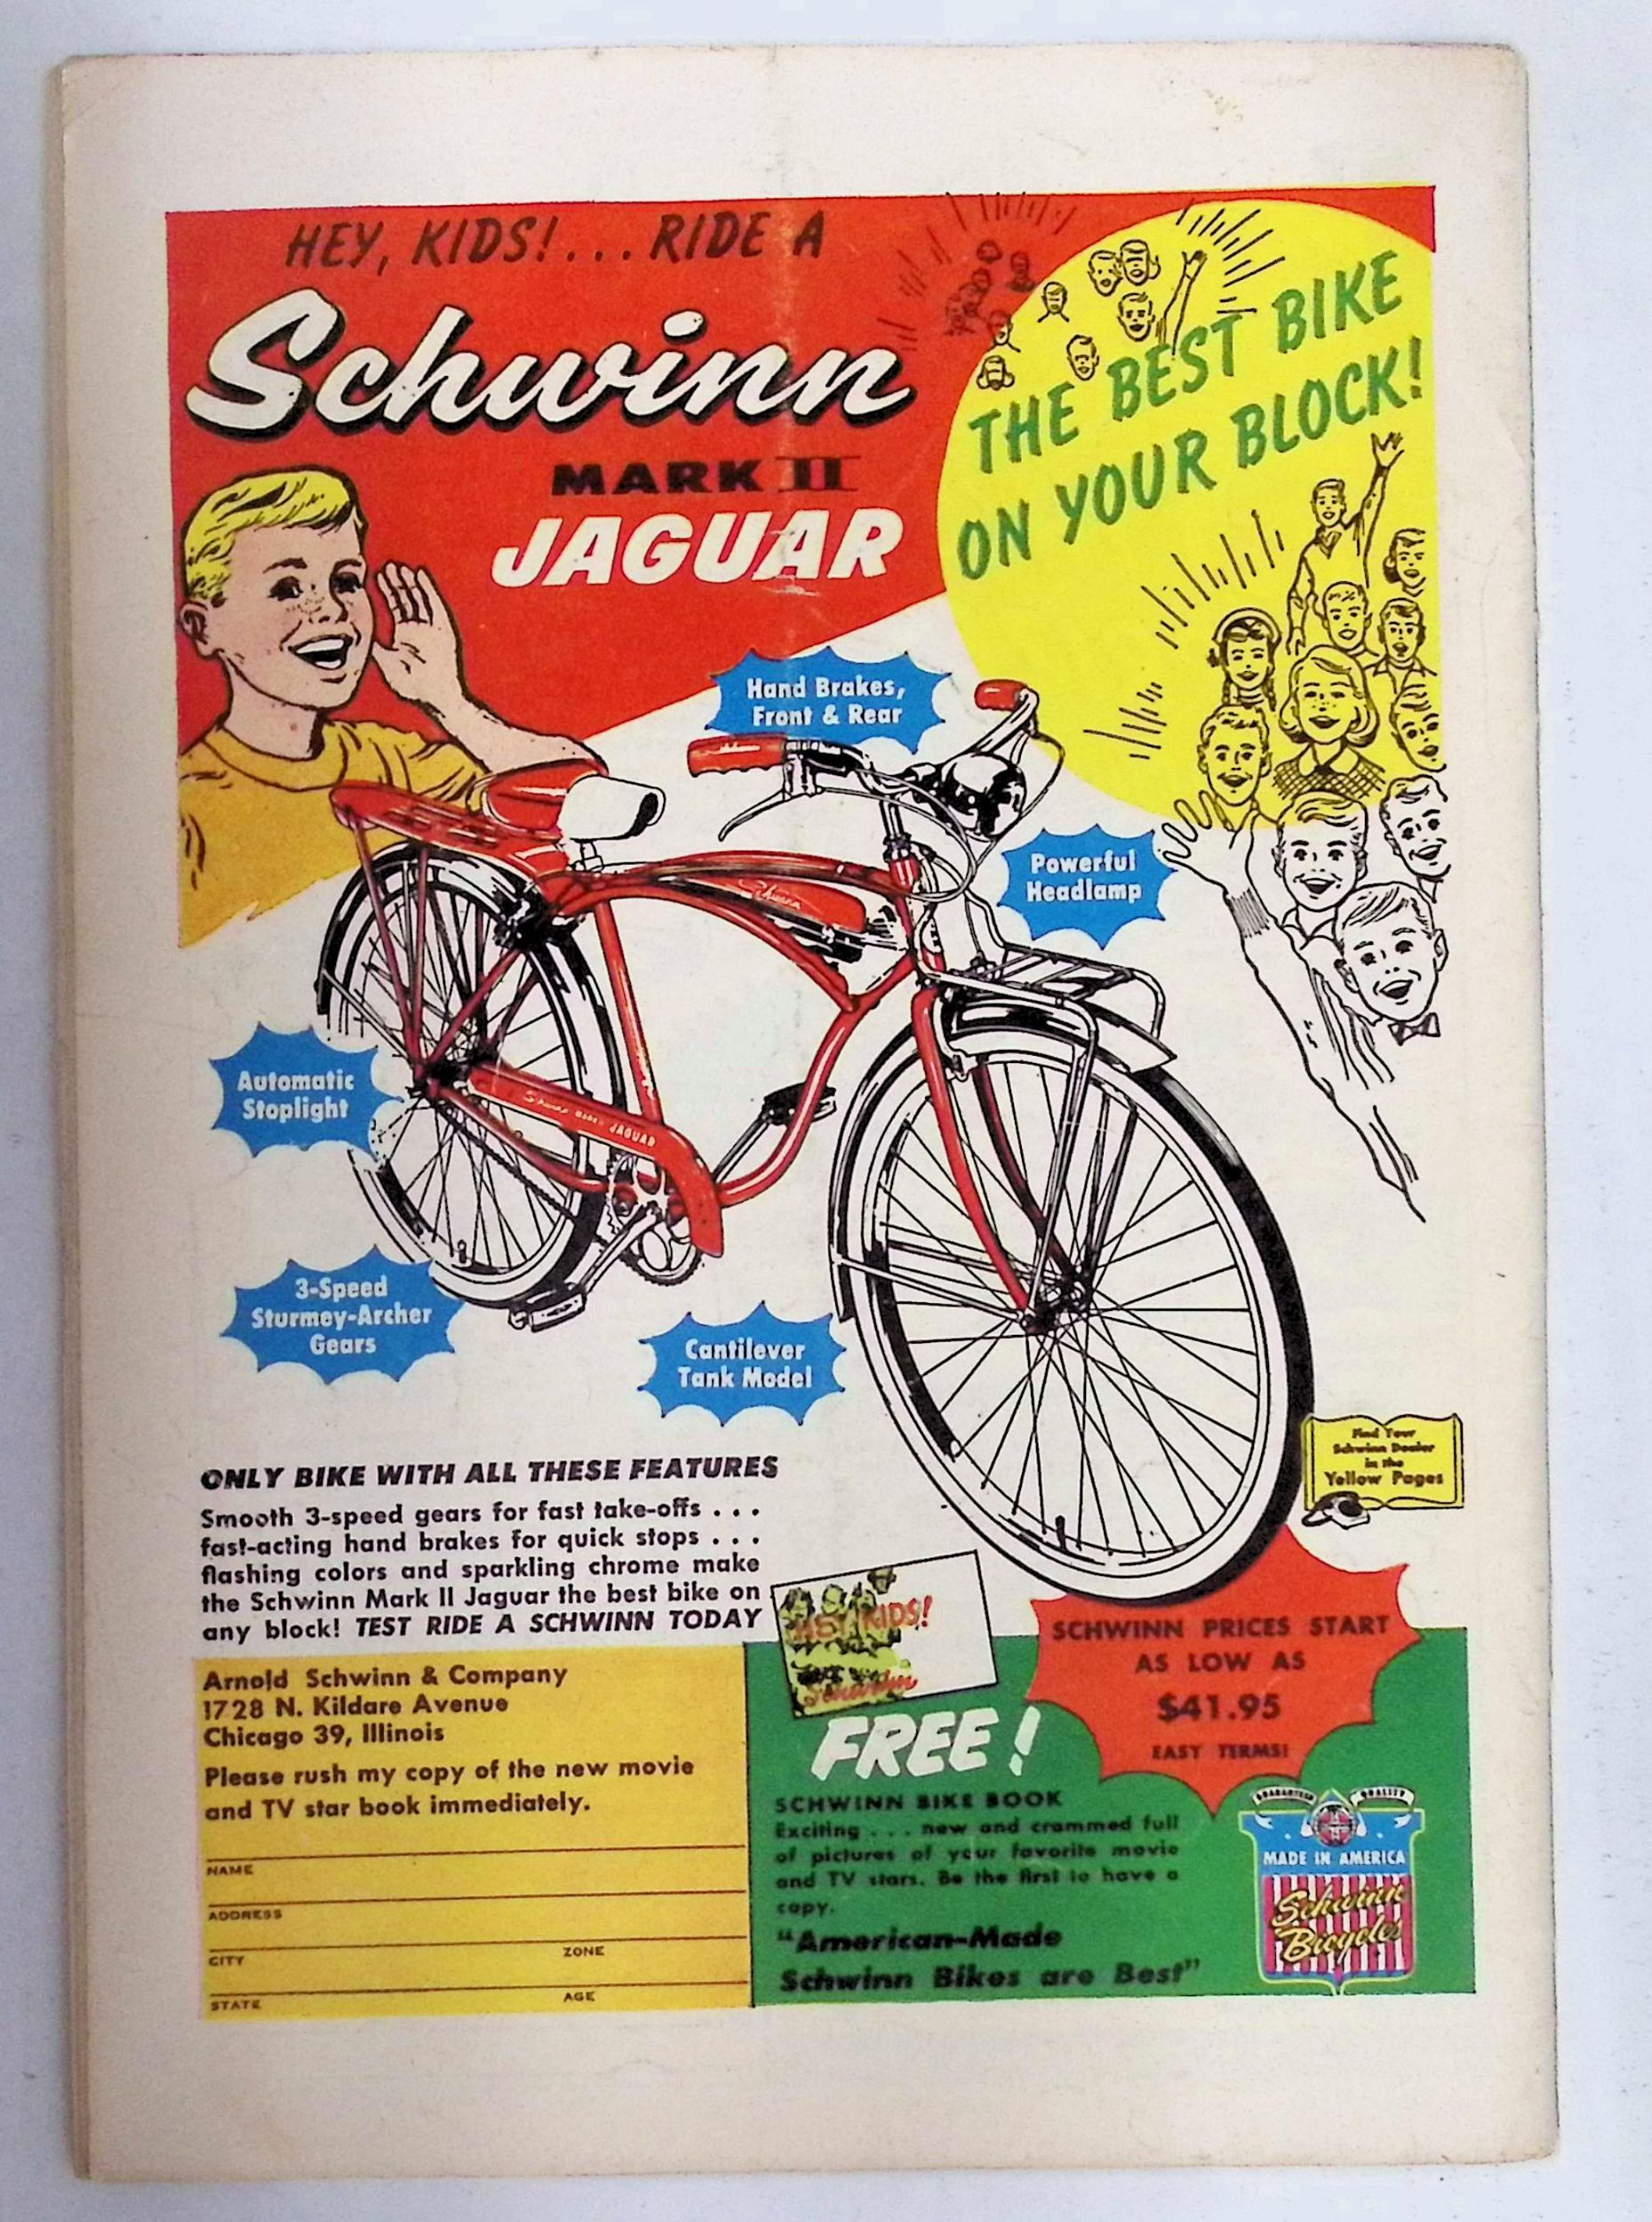 HEY, KIDS!... RIDE A
Schwinn
MARK II
JAGUAR
THE BEST BIKE
ON YOUR BLOCK!
Hand Brakes,
Front & Rear
Powerful
Headlamp
Schwinn
Automatic
Stoplight
Schwinn MARK II JAGUAR
3-Speed
Sturmey-Archer
Gears
Cantilever
Tank Model
Find Your
Schwinn Dealer
in the
Yellow Pages
ONLY BIKE WITH ALL THESE FEATURES
Smooth 3-speed gears for fast take-offs . . .
fast-acting hand brakes for quick stops . . .
flashing colors and sparkling chrome make
the Schwinn Mark II Jaguar the best bike on
any block! TEST RIDE A SCHWINN TODAY
HEY KIDS!
Schwinn
SCHWINN PRICES START
AS LOW AS
$41.95
EASY TERMS!
Arnold Schwinn & Company
1728 N. Kildare Avenue
Chicago 39, Illinois
Please rush my copy of the new movie
and TV star book immediately.
NAME
ADDRESS
CITY ZONE
STATE AGE
FREE!
SCHWINN BIKE BOOK
Exciting . . . new and crammed full
of pictures of your favorite movie
and TV stars. Be the first to have a
copy.
"American-Made
Schwinn Bikes are Best"
GUARANTEED QUALITY
MADE IN AMERICA
Schwinn
Bicycles